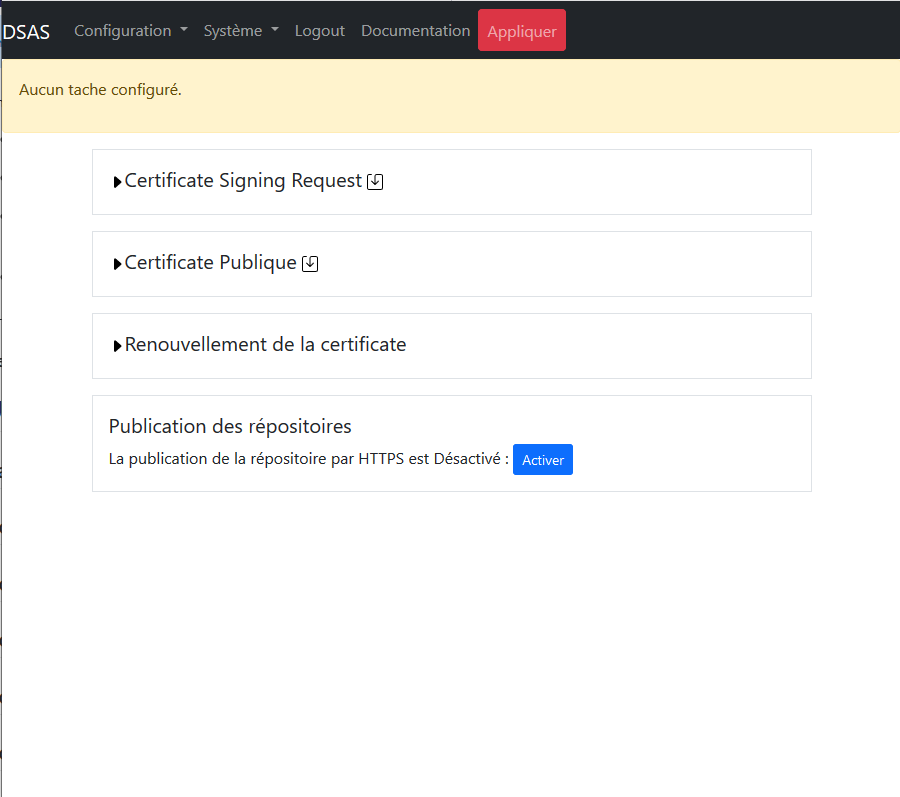 DSAS Configuration Système Logout Documentation Appliquer
Aucun tache configuré.
Certificate Signing Request
Certificate Publique
Renouvellement de la certificate
Publication des répositoires
La publication de la répositoire par HTTPS est Désactivé : Activer